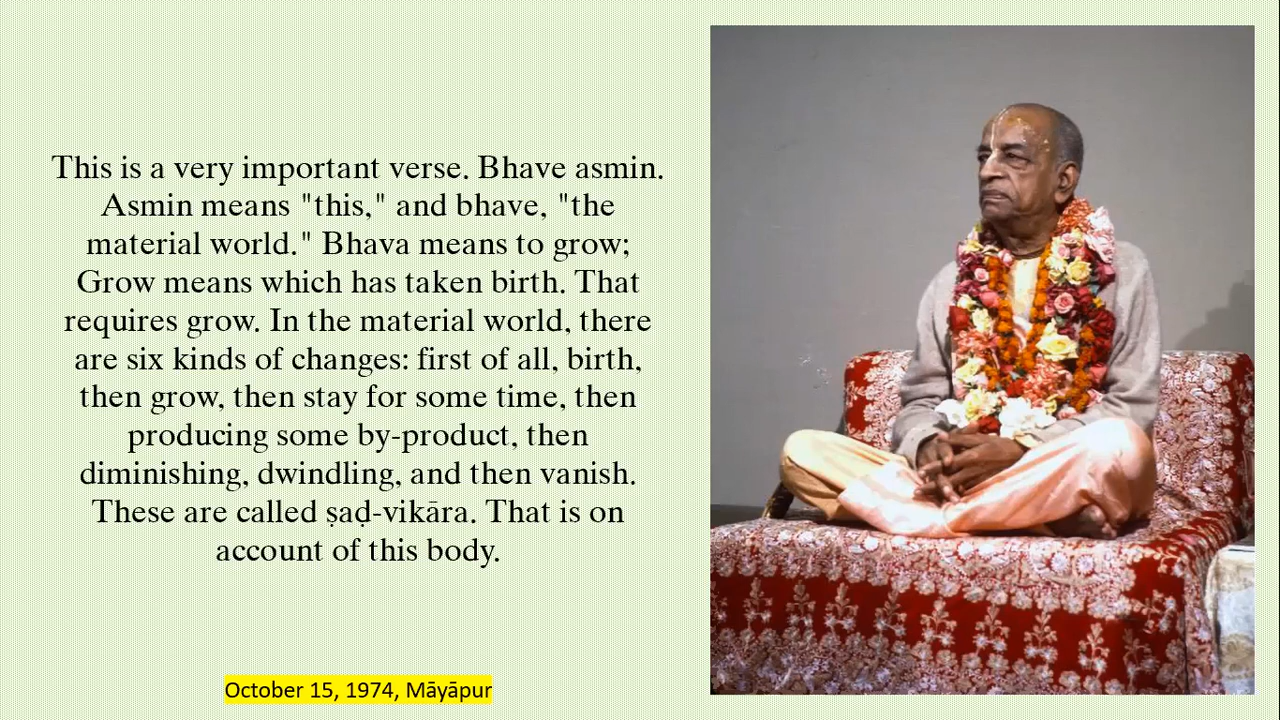 This is a very important verse. Bhave asmin.
Asmin means "this," and bhave, "the
material world." Bhava means to grow;
Grow means which has taken birth. That
requires grow. In the material world, there
are six kinds of changes: first of all, birth,
then grow, then stay for some time, then
producing some by-product, then
diminishing, dwindling, and then vanish.
These are called ṣaḍ-vikāra. That is on
account of this body.
October 15, 1974, Māyāpur